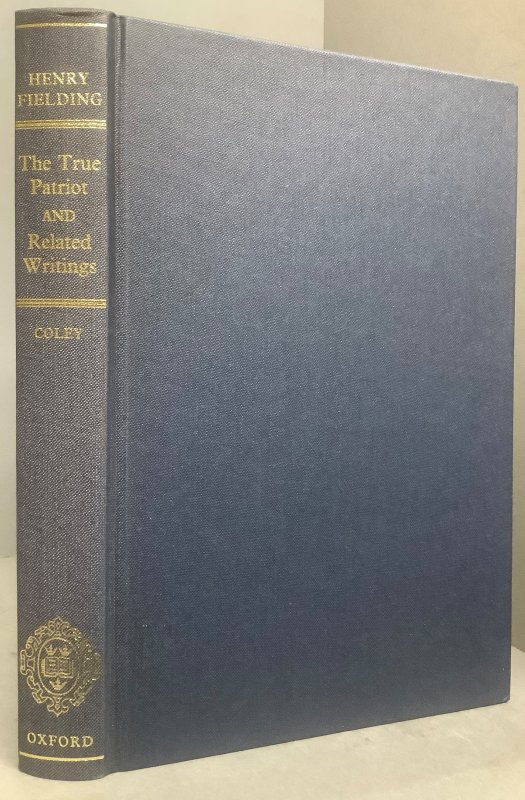 HENRY
FIELDING
The True
Patriot
AND
Related
Writings
COLEY
OXFORD